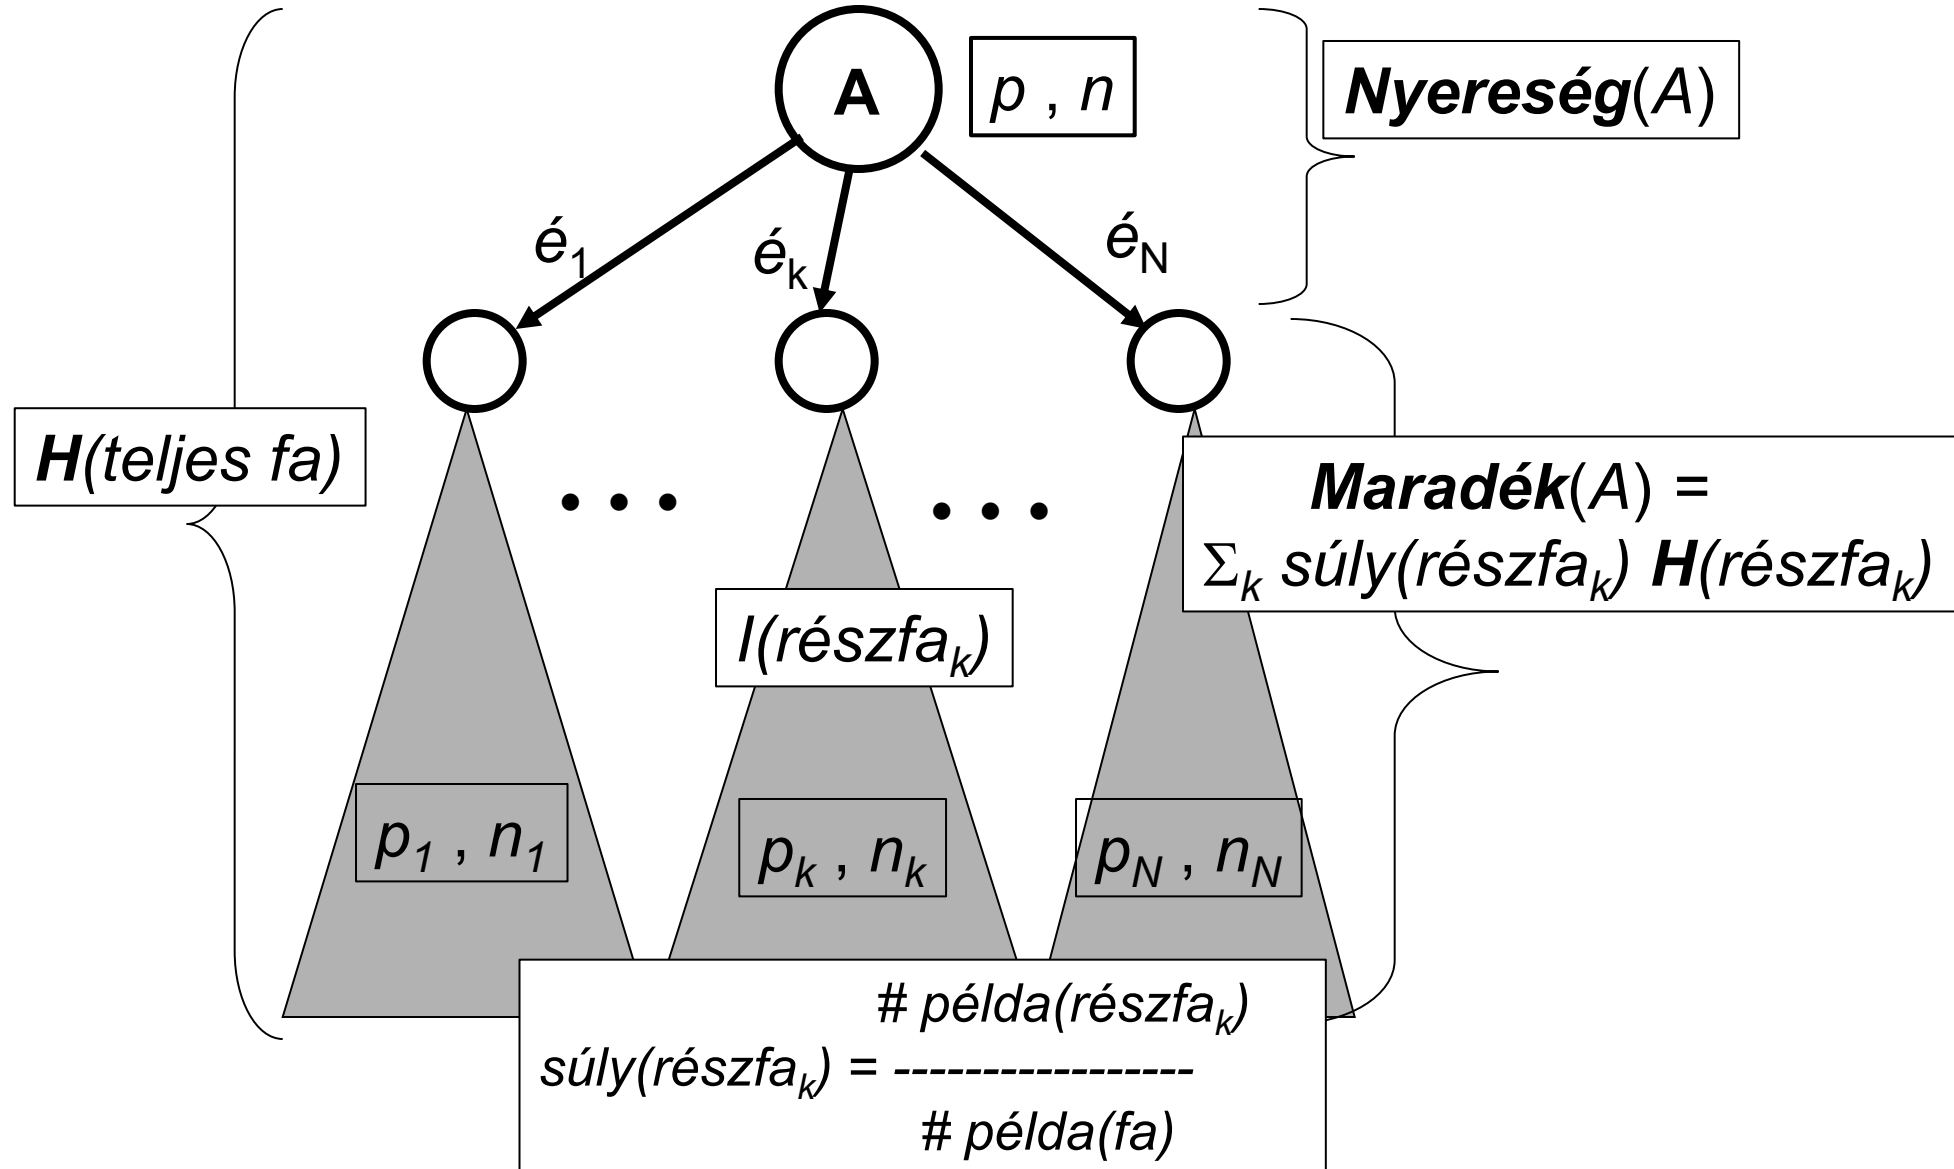 A
p , n
Nyereség(A)
é1
ék
éN
H(teljes fa)
Maradék(A) =
Σk súly(részfak) H(részfak)
I(részfak)
p1 , n1
pk , nk
pN , nN
# példa(részfak)
súly(részfak) = -----------------
# példa(fa)